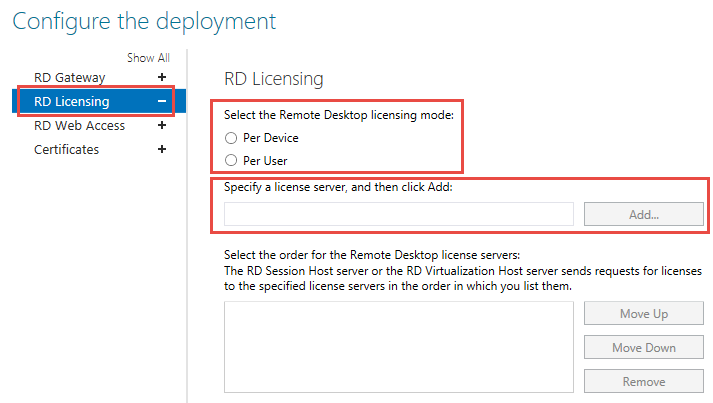 Configure the deployment
Show All
RD Gateway +
RD Licensing –
RD Web Access +
Certificates +
RD Licensing
Select the Remote Desktop licensing mode:
Per Device
Per User
Specify a license server, and then click Add:
Add...
Select the order for the Remote Desktop license servers:
The RD Session Host server or the RD Virtualization Host server sends requests for licenses
to the specified license servers in the order in which you list them.
Move Up
Move Down
Remove